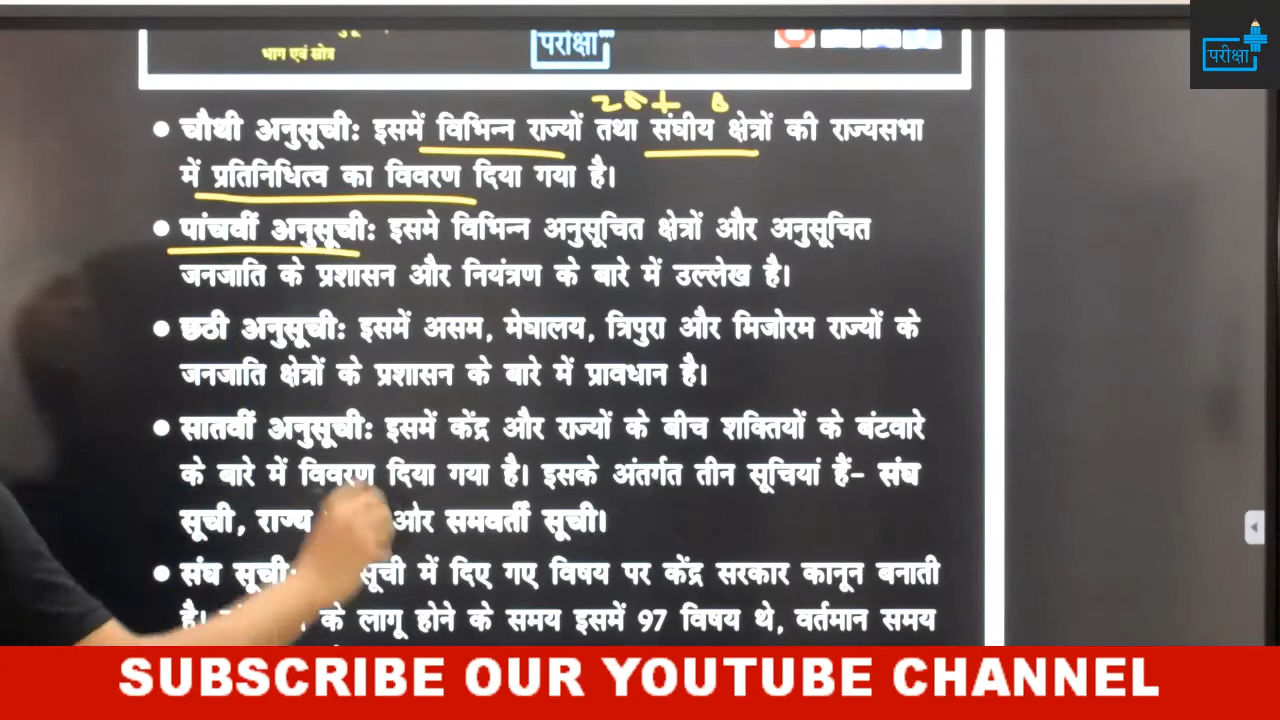 परीक्षा
भाग एवं स्रोत
परीक्षा
28+ 8
• चौथी अनुसूची: इसमें विभिन्न राज्यों तथा संघीय क्षेत्रों की राज्यसभा
में प्रतिनिधित्व का विवरण दिया गया है।
• पांचवीं अनुसूची: इसमे विभिन्न अनुसूचित क्षेत्रों और अनुसूचित
जनजाति के प्रशासन और नियंत्रण के बारे में उल्लेख है।
• छठी अनुसूची: इसमें असम, मेघालय, त्रिपुरा और मिजोरम राज्यों के
जनजाति क्षेत्रों के प्रशासन के बारे में प्रावधान है।
• सातवीं अनुसूची: इसमें केंद्र और राज्यों के बीच शक्तियों के बंटवारे
के बारे में विवरण दिया गया है। इसके अंतर्गत तीन सूचियां हैं- संघ
सूची, राज्य ओर समवर्ती सूची।
• संघ सूची: सूची में दिए गए विषय पर केंद्र सरकार कानून बनाती
है। के लागू होने के समय इसमें 97 विषय थे, वर्तमान समय
SUBSCRIBE OUR YOUTUBE CHANNEL